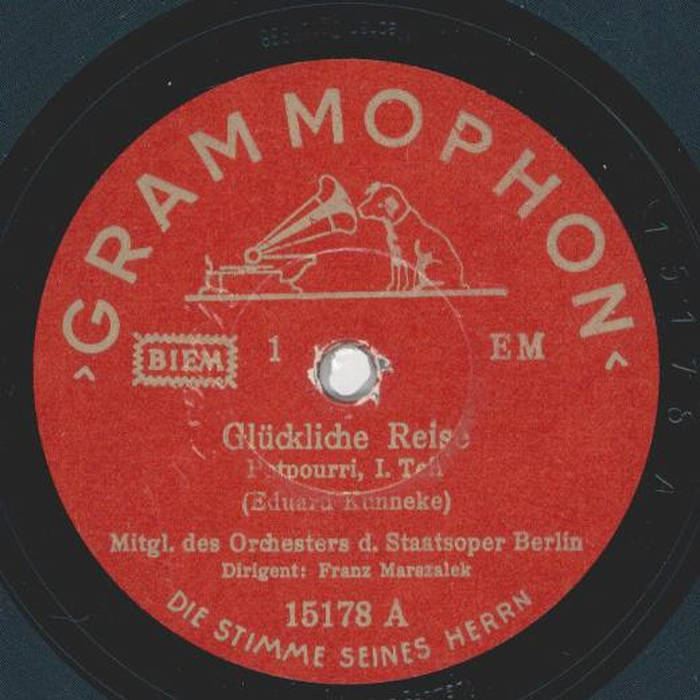 GRAMMOPHON
BIEM 1 EM
Glückliche Reise
Potpourri, I. Teil
(Eduard Künneke)
Mitgl. des Orchesters d. Staatsoper Berlin
Dirigent: Franz Marszalek
15178 A
DIE STIMME SEINES HERRN
15178 A